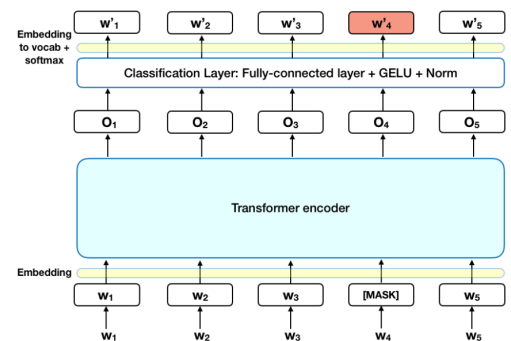 w'₁ w'₂ w'₃ w'₄ w'₅
Embedding
to vocab +
softmax
Classification Layer: Fully-connected layer + GELU + Norm
O₁ O₂ O₃ O₄ O₅
Transformer encoder
Embedding
W₁ W₂ W₃ [MASK] W₅
W₁ W₂ W₃ W₄ W₅